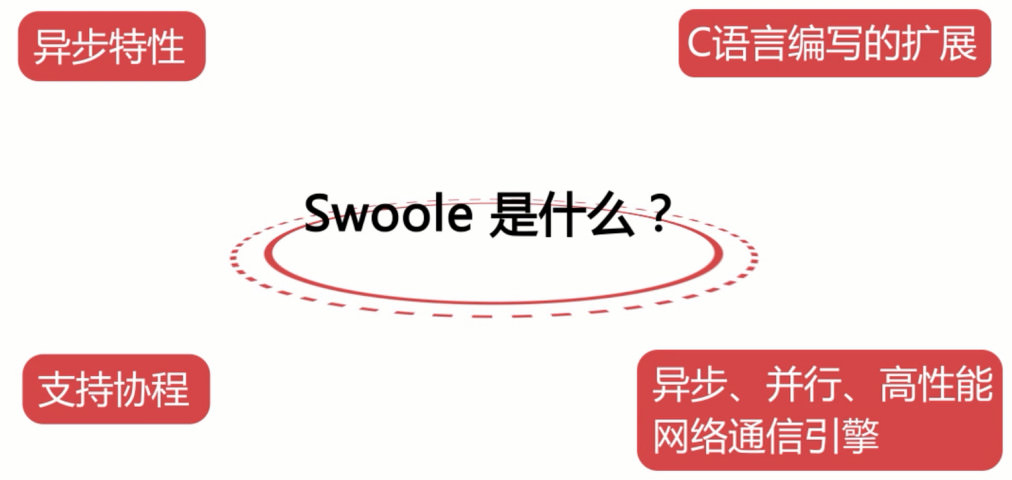 异步特性
C语言编写的扩展
Swoole 是什么？
支持协程
异步、并行、高性能
网络通信引擎